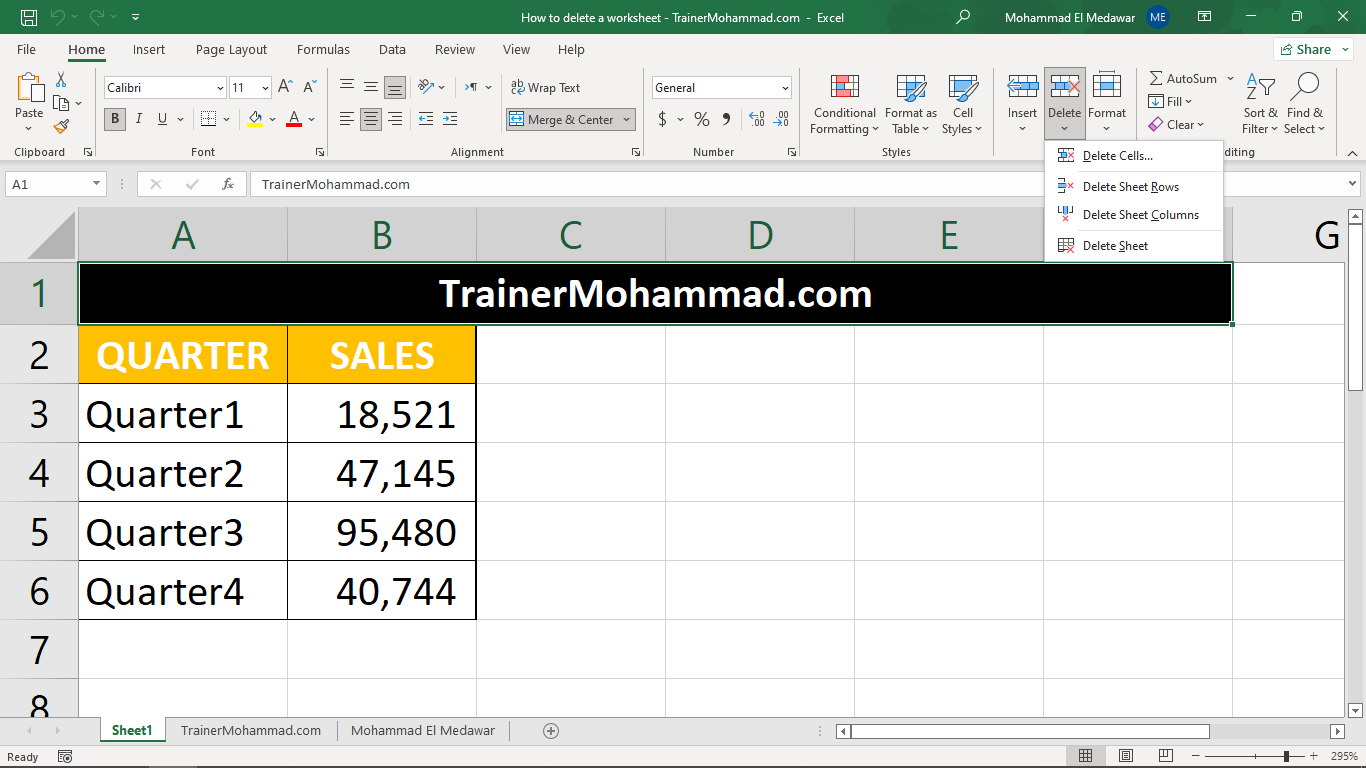 How to delete a worksheet - TrainerMohammad.com - Excel
Mohammad El Medawar ME
File Home Insert Page Layout Formulas Data Review View Help Share
Paste
Calibri 11
B I U A
A A
Wrap Text
Merge & Center
General
$ %
Conditional Formatting
Format as Table
Cell Styles
Insert Delete Format
AutoSum
Fill
Clear
Sort & Filter
Find & Select
Clipboard Font Alignment Number Styles diting
Delete Cells...
Delete Sheet Rows
Delete Sheet Columns
Delete Sheet
A1 fx TrainerMohammad.com
A B C D E G
1 TrainerMohammad.com
2 QUARTER SALES
3 Quarter1 18,521
4 Quarter2 47,145
5 Quarter3 95,480
6 Quarter4 40,744
7
8
Sheet1 TrainerMohammad.com Mohammad El Medawar
Ready 295%